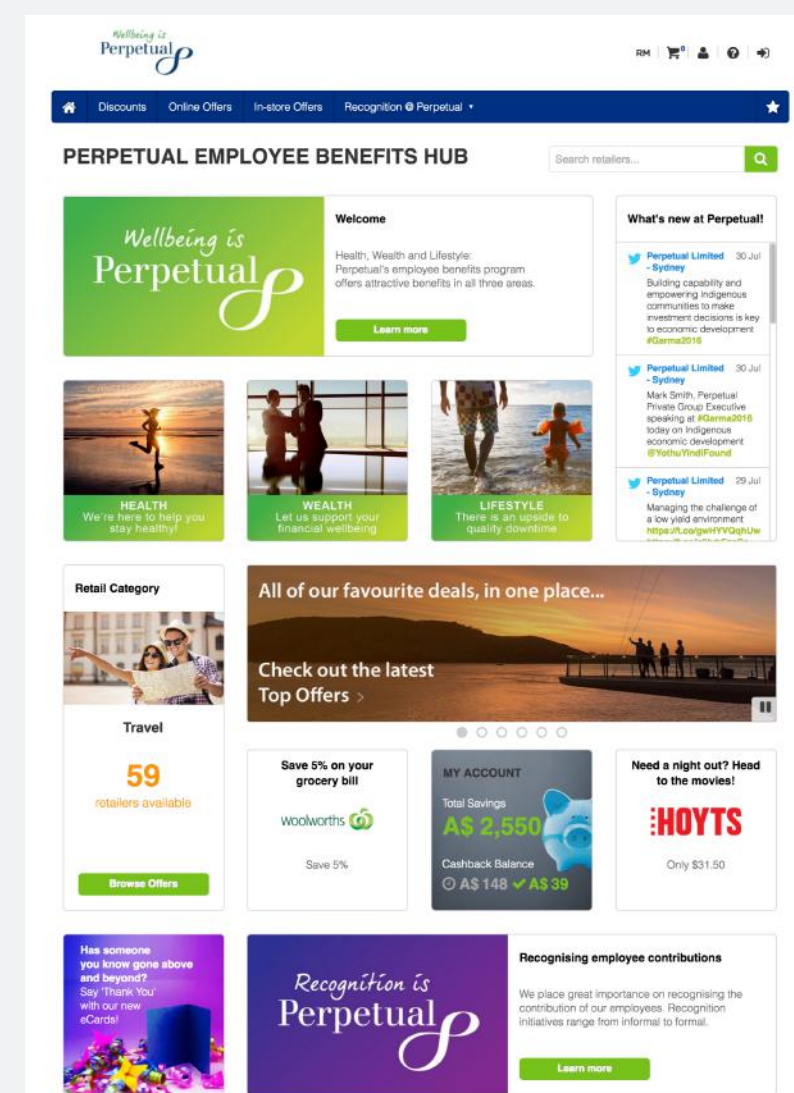 Wellbeing is
Perpetual
RM
0
Discounts
Online Offers
In-store Offers
Recognition @ Perpetual
PERPETUAL EMPLOYEE BENEFITS HUB
Search retailers...
Wellbeing is
Perpetual
Welcome
Health, Wealth and Lifestyle:
Perpetual's employee benefits program
offers attractive benefits in all three areas.
Learn more
What's new at Perpetual!
Perpetual Limited 30 Jul
- Sydney
Building capability and
empowering Indigenous
communities to make
investment decisions is key
to economic development
#Garma2016
Perpetual Limited 30 Jul
- Sydney
Mark Smith, Perpetual
Private Group Executive
speaking at #Garma2016
today on Indigenous
economic development
@YothuYindiFound
Perpetual Limited 29 Jul
- Sydney
Managing the challenge of
a low yield environment
HEALTH
We're here to help you
stay healthy!
WEALTH
Let us support your
financial wellbeing
LIFESTYLE
There is an upside to
quality downtime
Retail Category
Travel
59
retailers available
Browse Offers
All of our favourite deals, in one place...
Check out the latest
Top Offers >
Save 5% on your
grocery bill
woolworths
Save 5%
MY ACCOUNT
Total Savings
A$ 2,550
Cashback Balance
A$ 148 A$ 39
Need a night out? Head
to the movies!
HOYTS
Only $31.50
Has someone
you know gone above
and beyond?
Say 'Thank You'
with our new
eCards!
Recognition is
Perpetual
Recognising employee contributions
We place great importance on recognising the
contribution of our employees. Recognition
initiatives range from informal to formal.
Learn more